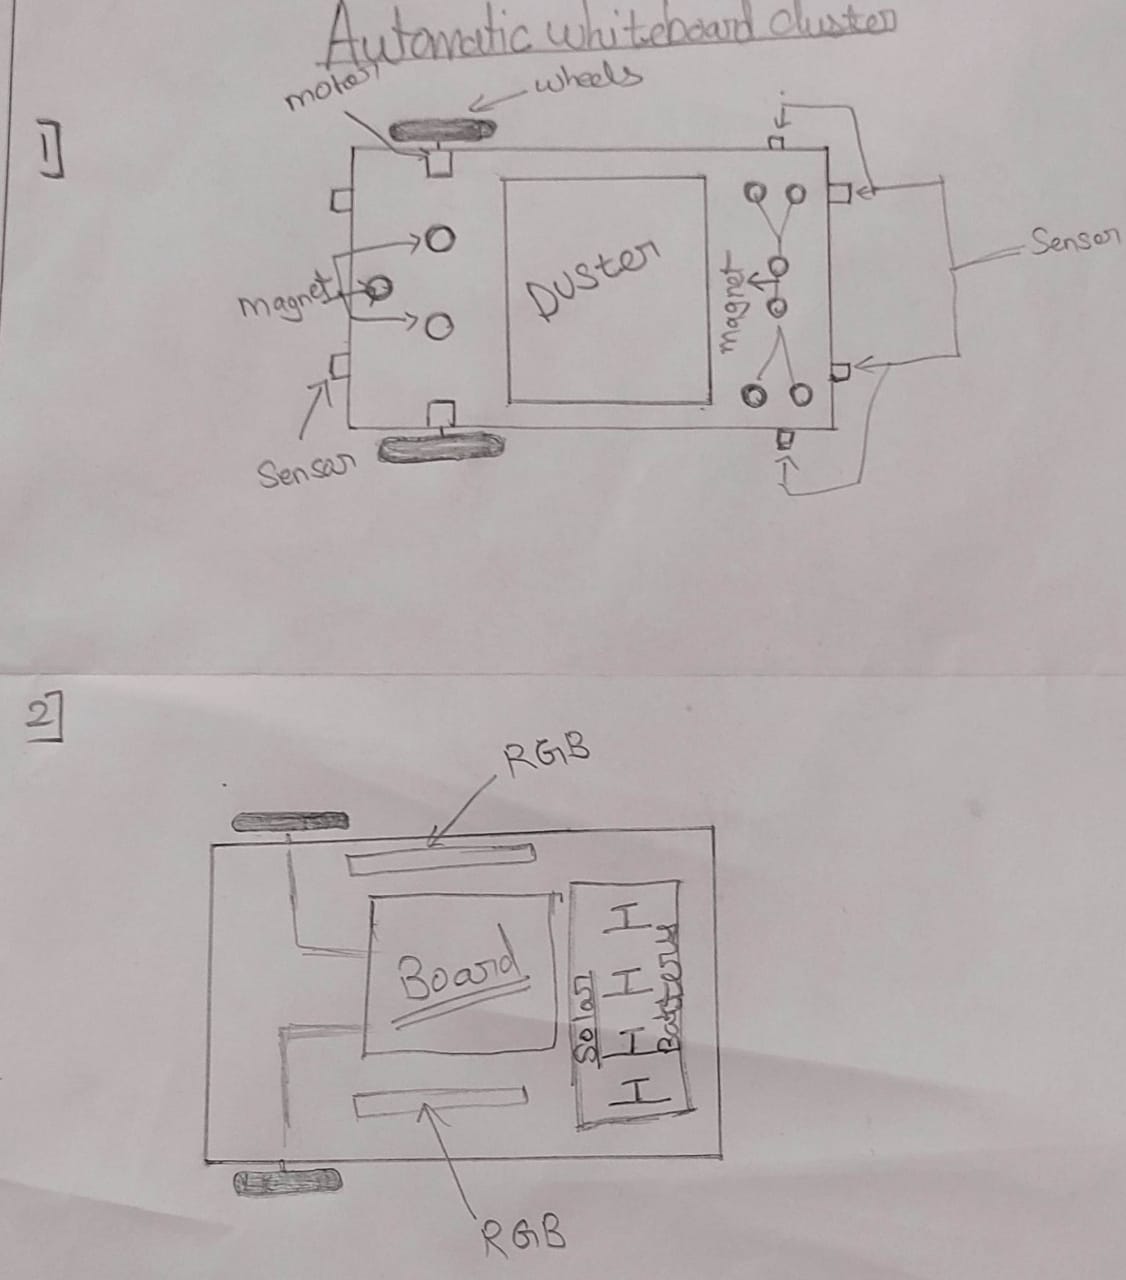 Automatic whiteboard duster
motor
wheels
1]
Sensor
Duster
magnet
magnet
Sensor
2]
RGB
Board
Solar
Battery
RGB